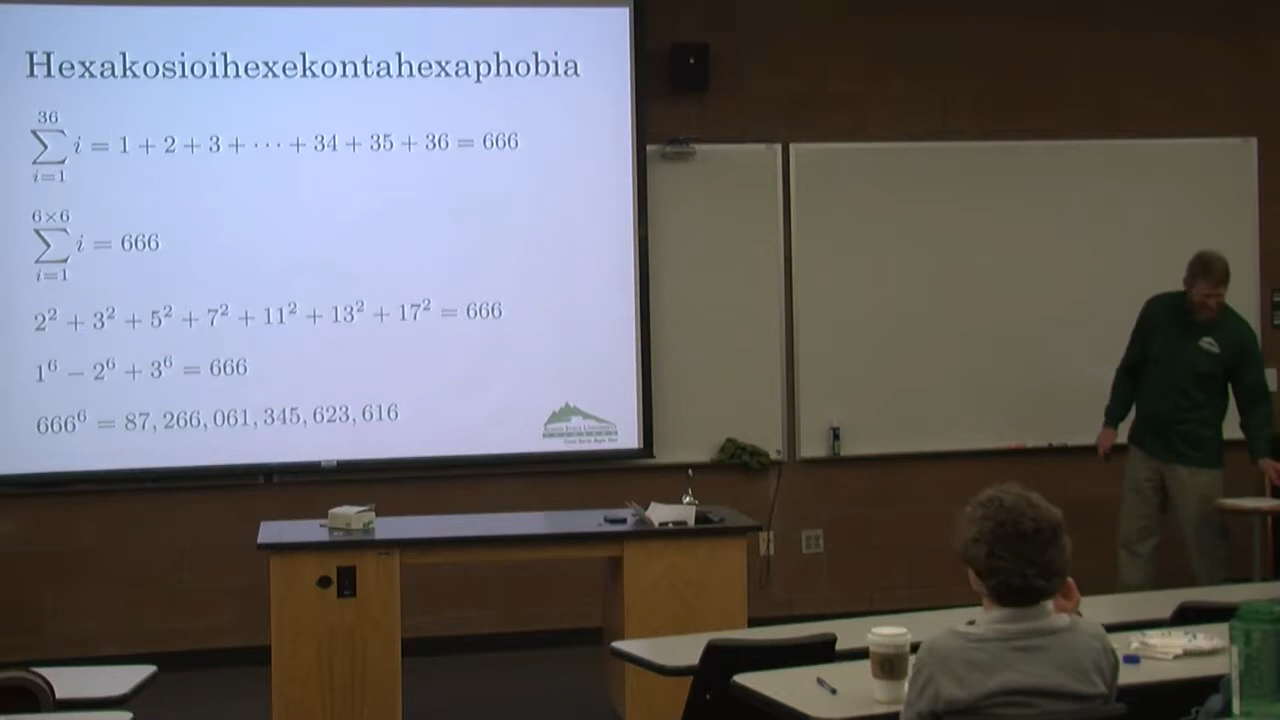 Hexakosioihexekontahexaphobia
36
∑ i = 1 + 2 + 3 + ⋯ + 34 + 35 + 36 = 666
i=1
6×6
∑ i = 666
i=1
2² + 3² + 5² + 7² + 11² + 13² + 17² = 666
1⁶ − 2⁶ + 3⁶ = 666
666⁶ = 87, 266, 061, 345, 623, 616